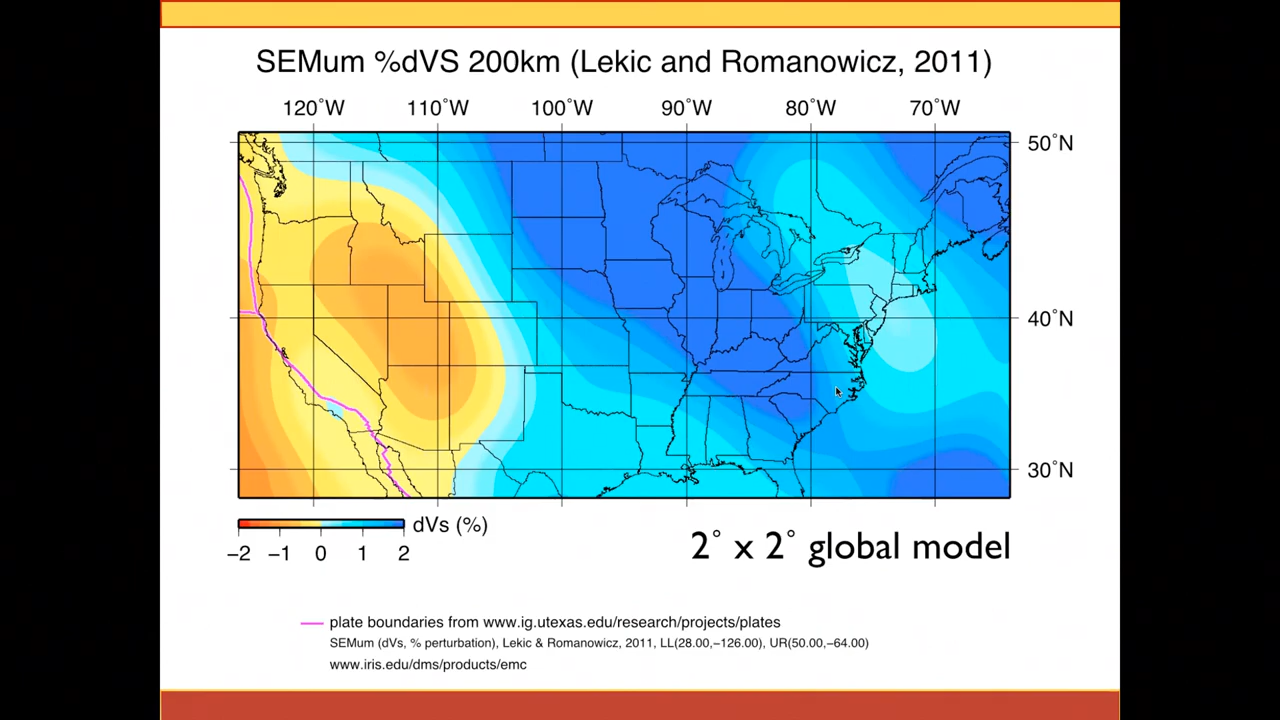 SEMum %dVS 200km (Lekic and Romanowicz, 2011)
120˚W 110˚W 100˚W 90˚W 80˚W 70˚W
50˚N
40˚N
30˚N
dVs (%)
−2 −1 0 1 2
2˚ x 2˚ global model
plate boundaries from www.ig.utexas.edu/research/projects/plates
SEMum (dVs, % perturbation), Lekic & Romanowicz, 2011, LL(28.00,−126.00), UR(50.00,−64.00)
www.iris.edu/dms/products/emc